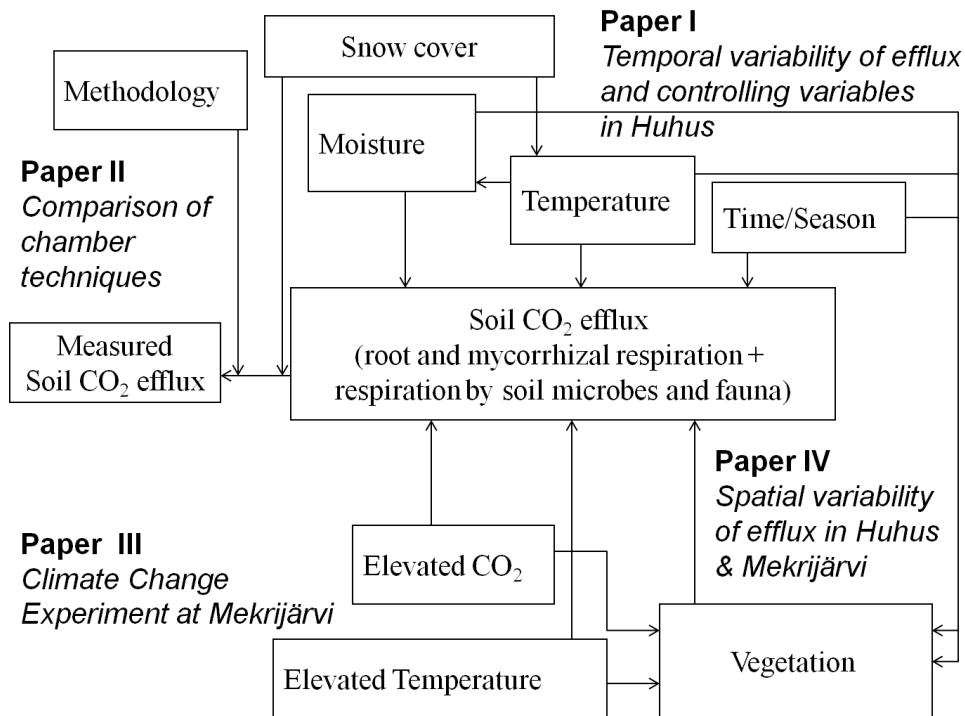 Paper I
Temporal variability of efflux
and controlling variables
in Huhus
Snow cover
Methodology
Moisture
Temperature
Time/Season
Paper II
Comparison of
chamber
techniques
Soil CO₂ efflux
(root and mycorrhizal respiration +
respiration by soil microbes and fauna)
Measured
Soil CO₂ efflux
Paper IV
Spatial variability
of efflux in Huhus
& Mekrijärvi
Paper III
Climate Change
Experiment at Mekrijärvi
Elevated CO₂
Elevated Temperature
Vegetation